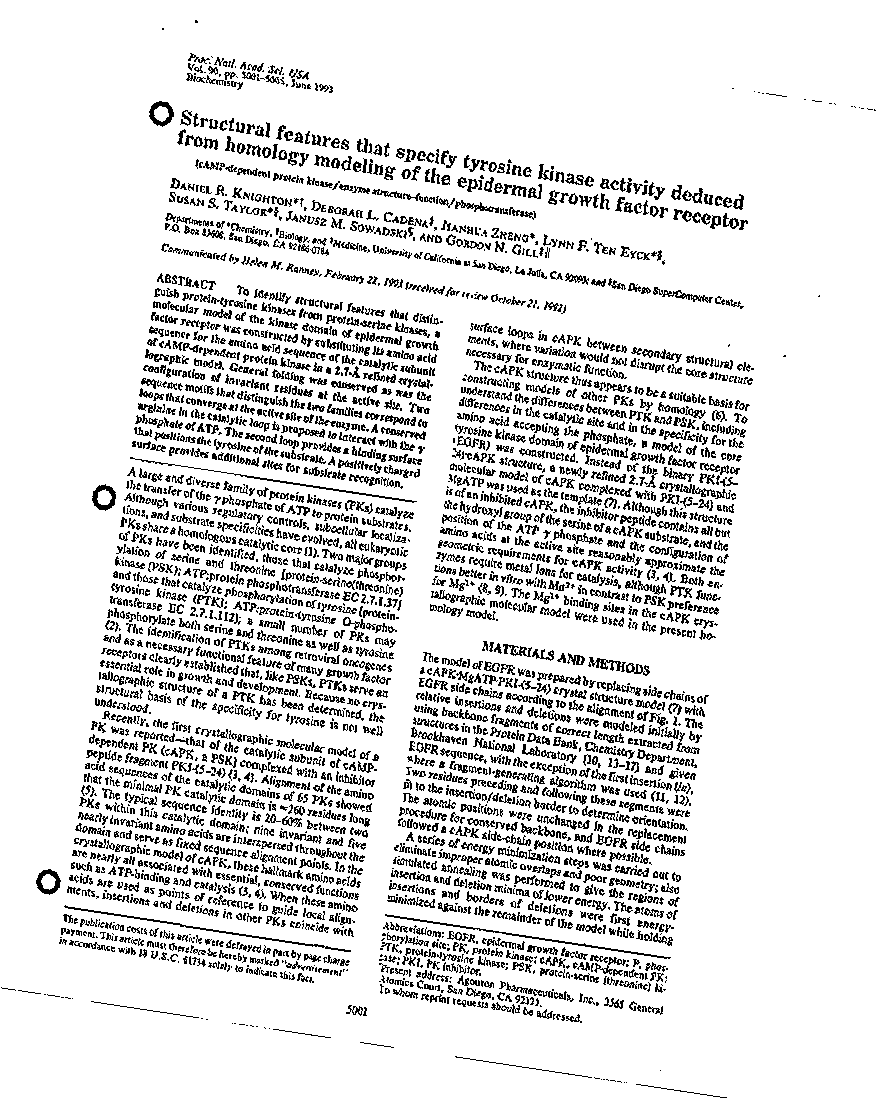 Proc. Natl. Acad. Sci. USA
Vol. 90, pp. 5001-5005, June 1993
Biochemistry
Structural features that specify tyrosine kinase activity deduced
from homology modeling of the epidermal growth factor receptor
(cAMP-dependent protein kinase/enzyme structure-function/phosphotransferase)
DANIEL R. KNIGHTON*†, DEBORAH L. CADENA‡, JIANHUA ZHENG*, LYNN F. TEN EYCK*§,
SUSAN S. TAYLOR*, JANUSZ M. SOWADSKI, AND GORDON N. GILL
Departments of *Chemistry, Biology, and Medicine, University of California at San Diego, La Jolla, CA and San Diego SuperComputer Center,
P.O. Box 85608, San Diego, CA
Communicated by Helen M. Ranney, February 22, 1993 (received for review October 21, 1992)
ABSTRACT To identify structural features that distin-
guish protein-tyrosine kinases from protein-serine kinases, a
molecular model of the kinase domain of epidermal growth
factor receptor was constructed by substituting its amino acid
sequence for the amino acid sequence of the catalytic subunit
of cAMP-dependent protein kinase in a 2.7-Å refined crystal-
lographic model. General folding was conserved as was the
configuration of invariant residues at the active site. Two
sequence motifs that distinguish the two families correspond to
loops that converge at the active site of the enzyme. A conserved
arginine in the catalytic loop is proposed to interact with the γ
phosphate of ATP. The second loop provides a binding surface
that positions the tyrosine of the substrate. A positively charged
surface provides additional sites for substrate recognition.
A large and diverse family of protein kinases (PKs) catalyze
the transfer of the γ phosphate of ATP to protein substrates.
Although various regulatory controls, subcellular localiza-
tions, and substrate specificities have evolved, all eukaryotic
PKs share a homologous catalytic core (1). Two major groups
of PKs have been identified, those that catalyze phosphor-
ylation of serine and threonine [protein-serine(threonine)
kinase (PSK); ATP:protein phosphotransferase EC 2.7.1.37]
and those that catalyze phosphorylation of tyrosine [protein-
tyrosine kinase (PTK); ATP:protein-tyrosine O-phospho-
transferase EC 2.7.1.112]; a small number of PKs may
phosphorylate both serine and threonine as well as tyrosine
(2). The identification of PTKs among retroviral oncogenes
and as a necessary functional feature of many growth factor
receptors clearly established that, like PSKs, PTKs serve an
essential role in growth and development. Because no crys-
tallographic structure of a PTK has been determined, the
structural basis of the specificity for tyrosine is not well
understood.
Recently, the first crystallographic molecular model of a
PK was reported—that of the catalytic subunit of cAMP-
dependent PK (cAPK, a PSK) complexed with an inhibitor
peptide fragment PKI-(5-24) (3, 4). Alignment of the amino
acid sequences of the catalytic domains of 65 PKs showed
that the minimal PK catalytic domain is ≈260 residues long
(5). The typical sequence identity is 20-60% between two
PKs within this catalytic domain; nine invariant and five
nearly invariant amino acids are interspersed throughout the
domain and serve as fixed sequence alignment points. In the
crystallographic model of cAPK, these hallmark amino acids
are nearly all associated with essential, conserved functions
such as ATP-binding and catalysis (3, 4). When these amino
acids are used as points of reference to guide local align-
ments, insertions and deletions in other PKs coincide with
The publication costs of this article were defrayed in part by page charge
payment. This article must therefore be hereby marked "advertisement"
in accordance with 18 U.S.C. §1734 solely to indicate this fact.
surface loops in cAPK between secondary structural ele-
ments, where variation would not disrupt the core structure
necessary for enzymatic function.
The cAPK structure thus appears to be a suitable basis for
constructing models of other PKs by homology (6). To
understand the differences between PTK and PSK, including
differences in the catalytic site and in the specificity for the
amino acid accepting the phosphate, a model of the core
tyrosine kinase domain of epidermal growth factor receptor
(EGFR) was constructed. Instead of the binary PKI-(5-
24)·cAPK structure, a newly refined 2.7-Å crystallographic
molecular model of cAPK complexed with PKI-(5-24) and
MgATP was used as the template (7). Although this structure
is of an inhibited cAPK, the inhibitor peptide contains all but
the hydroxyl group of the serine of a cAPK substrate, and the
position of the ATP γ phosphate and the configuration of
amino acids at the active site reasonably approximate the
geometric requirements for cAPK activity (3, 4). Both en-
zymes require metal ions for catalysis, although PTK func-
tions better in vitro with Mn²⁺ in contrast to PSK preference
for Mg²⁺ (8, 9). The Mg²⁺ binding sites in the cAPK crys-
tallographic molecular model were used in the present ho-
mology model.
MATERIALS AND METHODS
The model of EGFR was prepared by replacing side chains of
a cAPK·MgATP·PKI-(5-24) crystal structure model (7) with
EGFR side chains according to the alignment of Fig. 1. The
relative insertions and deletions were modeled initially by
using backbone fragments of correct length extracted from
structures in the Protein Data Bank, Chemistry Department,
Brookhaven National Laboratory (10, 13-17) and given
EGFR sequence, with the exception of the first insertion
where a fragment-generating algorithm was used (11, 12).
Two residues preceding and following these segments were
fit to the insertion/deletion border to determine orientation.
The atomic positions were unchanged in the replacement
procedure for conserved backbone, and EGFR side chains
followed a cAPK side-chain position where possible.
A series of energy minimization steps was carried out to
eliminate improper atomic overlaps and poor geometry; also
simulated annealing was performed to give the regions of
insertion and deletion minima of lower energy. The atoms of
insertions and borders of deletions were first energy-
minimized against the remainder of the model while holding
Abbreviations: EGFR, epidermal growth factor receptor; P, phos-
phorylation site; PK, protein kinase; cAPK, cAMP-dependent PK;
PTK, protein-tyrosine kinase; PSK, protein-serine (threonine) ki-
nase; PKI, PK inhibitor.
Present address: Agouron Pharmaceuticals, Inc., 3565 General
Atomics Court, San Diego, CA 92121.
To whom reprint requests should be addressed.
5001